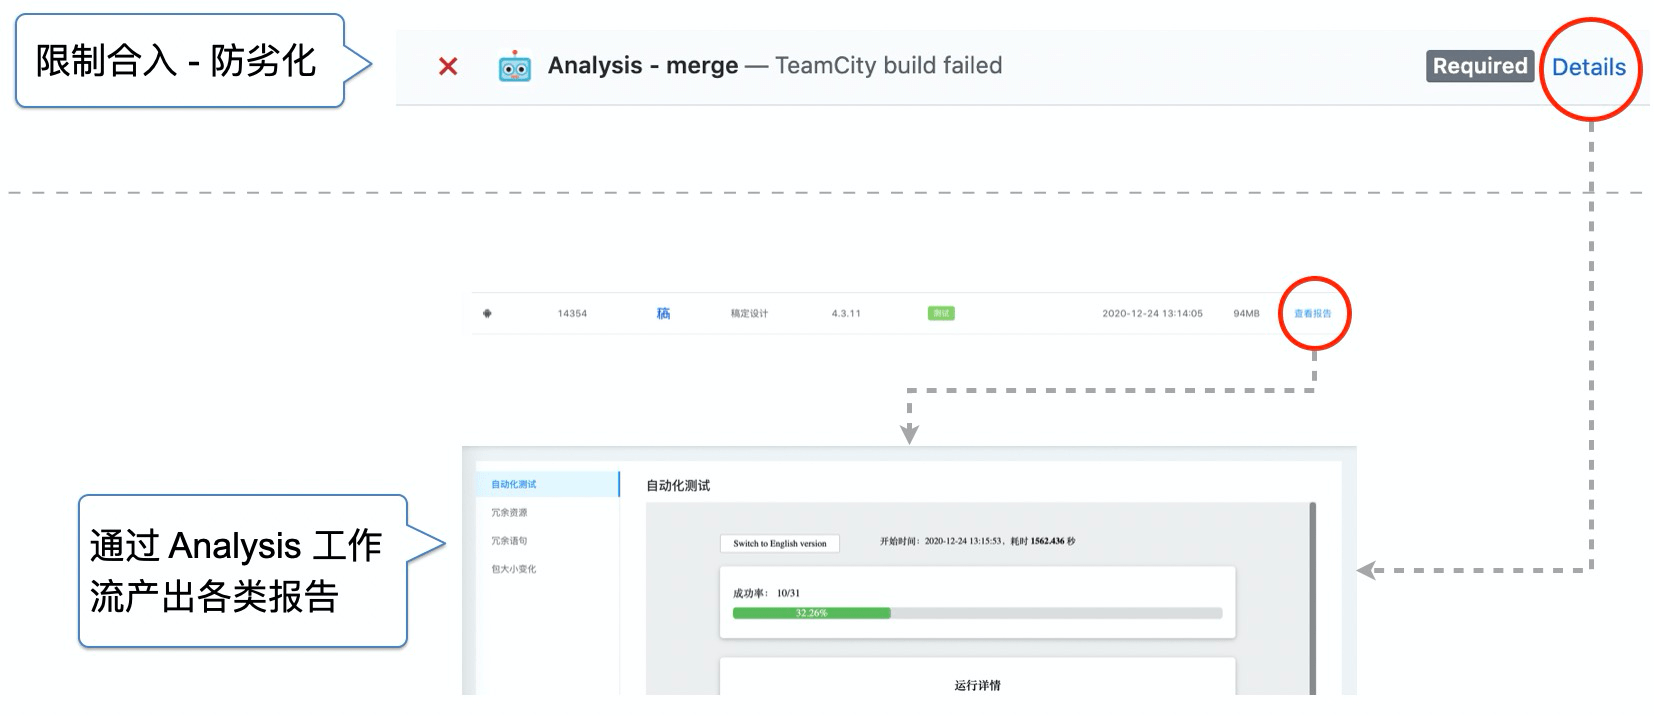 限制合入 - 防劣化
Analysis - merge — TeamCity build failed
Required
Details
14354
稿
稿定设计
4.3.11
测试
2020-12-24 13:14:05
94MB
查看报告
通过 Analysis 工作
流产出各类报告
自动化测试
冗余资源
冗余语句
包大小变化
自动化测试
Switch to English version
开始时间：2020-12-24 13:15:53，耗时 1562.436 秒
成功率： 10/31
32.26%
运行详情